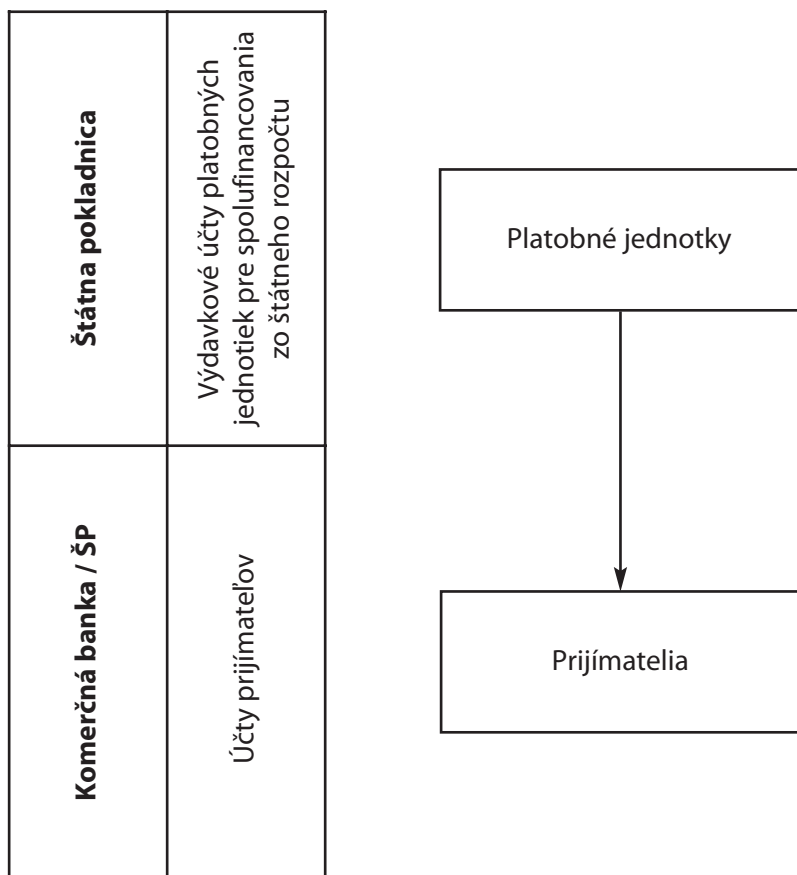 Štátna pokladnica
Výdavkové účty platobných
jednotiek pre spolufinancovania
zo štátneho rozpočtu
Platobné jednotky
Komerčná banka / ŠP
Účty prijímateľov
Prijímatelia